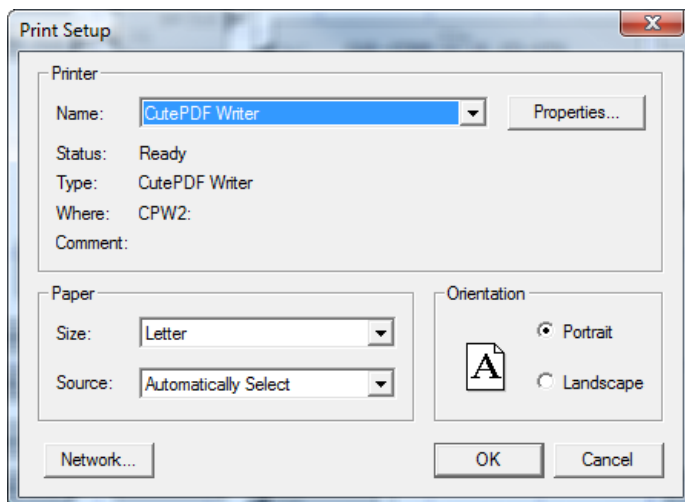 Print Setup
Printer
Name: CutePDF Writer Properties...
Status: Ready
Type: CutePDF Writer
Where: CPW2:
Comment:
Paper
Size: Letter
Source: Automatically Select
Orientation
A
Portrait
Landscape
Network... OK Cancel